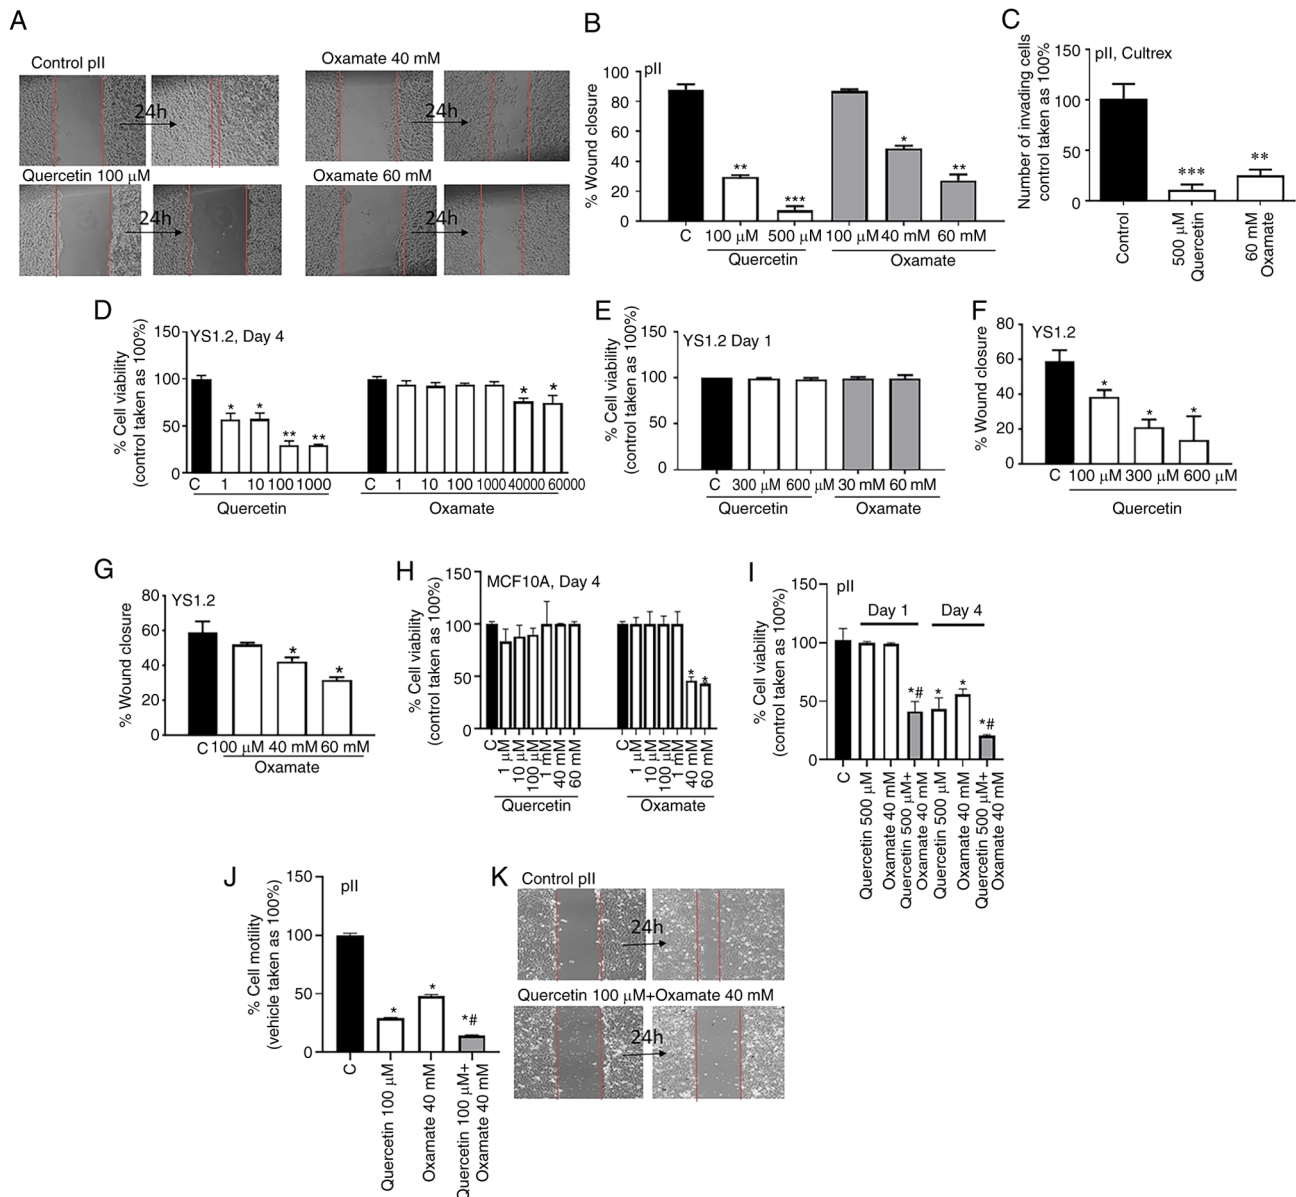 A
Control pII
24h
Oxamate 40 mM
24h
Quercetin 100 μM
24h
Oxamate 60 mM
24h
B
pII
% Wound closure
100
80
60
40
20
0
**
***
*
**
C 100 μM 500 μM 100 μM 40 mM 60 mM
Quercetin Oxamate
C
pII, Cultrex
Number of invading cells
control taken as 100%
150
100
50
0
***
**
Control
500 μM
Quercetin
60 mM
Oxamate
D
YS1.2, Day 4
% Cell viability
(control taken as 100%)
150
100
50
0
* * ** **
* *
C 1 10 100 1000 C 1 10 100 1000 40000 60000
Quercetin Oxamate
E
YS1.2 Day 1
% Cell viability
(control taken as 100%)
150
100
50
0
C 300 μM 600 μM 30 mM 60 mM
Quercetin Oxamate
F
YS1.2
% Wound closure
80
60
40
20
0
* * *
C 100 μM 300 μM 600 μM
Quercetin
G
YS1.2
% Wound closure
80
60
40
20
0
* *
C 100 μM 40 mM 60 mM
Oxamate
H
MCF10A, Day 4
% Cell viability
(control taken as 100%)
150
100
50
0
* *
C
1 μM
10 μM
100 μM
1 mM
40 mM
60 mM
Quercetin
C
1 μM
10 μM
100 μM
1 mM
40 mM
60 mM
Oxamate
I
pII
Day 1 Day 4
% Cell viability
(control taken as 100%)
150
100
50
0
*# * * *#
C
Quercetin 500 μM
Oxamate 40 mM
Quercetin 500 μM+
Oxamate 40 mM
Quercetin 500 μM
Oxamate 40 mM
Quercetin 500 μM+
Oxamate 40 mM
J
pII
% Cell motility
(vehicle taken as 100%)
150
100
50
0
* * *#
C
Quercetin 100 μM
Oxamate 40 mM
Quercetin 100 μM+
Oxamate 40 mM
K
Control pII
24h
Quercetin 100 μM+Oxamate 40 mM
24h